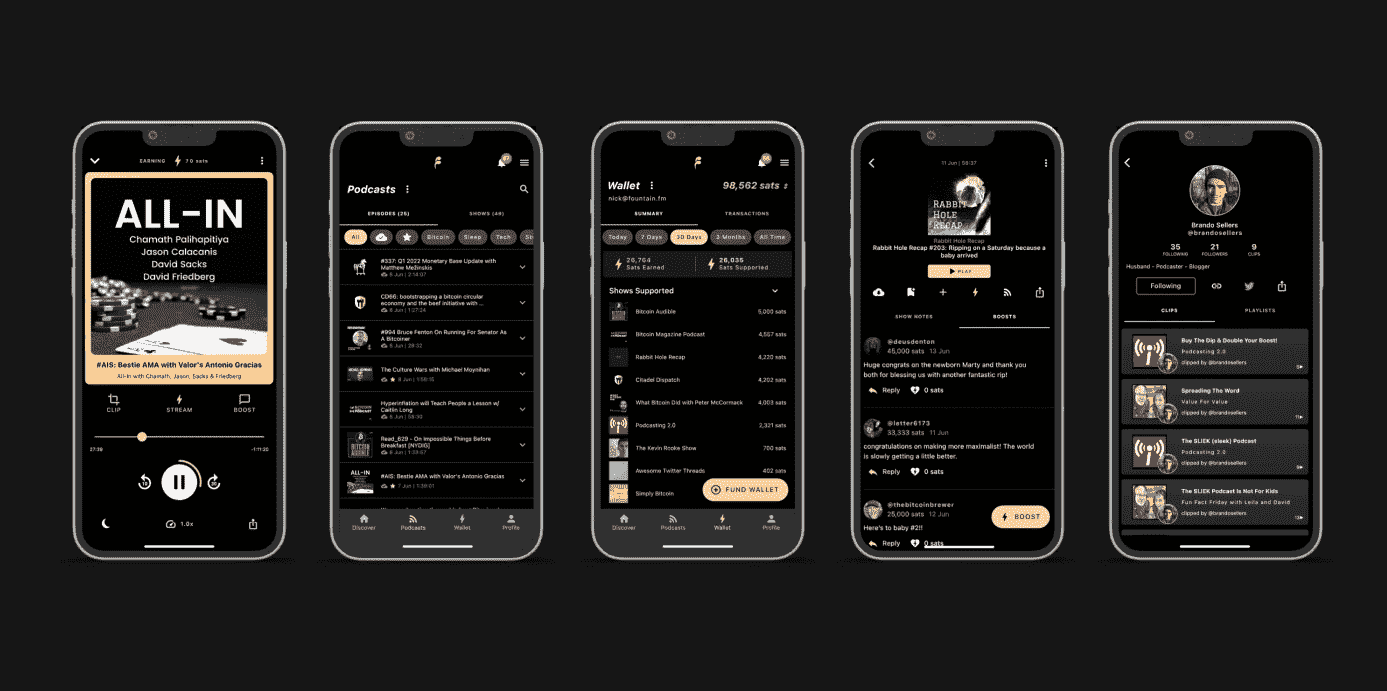 EARNING 70 sats
ALL-IN
Chamath Palihapitiya
Jason Calacanis
David Sacks
David Friedberg
#AIS: Bestie AMA with Valor's Antonio Gracias
All-In with Chamath, Jason, Sacks & Friedberg
CLIP STREAM BOOST
27:39 -1:11:20
1.0x
Podcasts
EPISODES (25) SHOWS (48)
All Bitcoin Sleep Tech
#337: Q1 2022 Monetary Base Update with
Matthew Mežinskis
8 Jun | 2:14:07
CD66: bootstrapping a bitcoin circular
economy and the beef initiative with ...
1:27:24
#994 Bruce Fenton On Running For Senator As
A Bitcoiner
The Culture Wars with Michael Moynihan
8 Jun | 1:58:15
Hyperinflation will Teach People a Lesson w/
Caitlin Long
Read_629 - On Impossible Things Before
Breakfast [NYDIG]
#AIS: Bestie AMA with Valor's Antonio Gracias
7 Jun | 1:39:01
Discover Podcasts Wallet Profile
Wallet 98,562 sats
nick@fountain.fm
SUMMARY TRANSACTIONS
Today 7 Days 30 Days 3 Months All Time
26,764 26,035
Sats Earned Sats Supported
Shows Supported
Bitcoin Audible 5,000 sats
Bitcoin Magazine Podcast 4,557 sats
Rabbit Hole Recap 4,220 sats
Citadel Dispatch 4,202 sats
What Bitcoin Did with Peter McCormack 4,003 sats
Podcasting 2.0 2,321 sats
The Kevin Rooke Show 700 sats
Awesome Twitter Threads 402 sats
Simply Bitcoin
FUND WALLET
Discover Podcasts Wallet Profile
11 Jun | 58:37
RABBIT
HOLE
RECAP
Rabbit Hole Recap
Rabbit Hole Recap #203: Ripping on a Saturday because a
baby arrived
PLAY
SHOW NOTES BOOSTS
@deusdenton
45,000 sats 13 Jun
Huge congrats on the newborn Marty and thank you
both for blessing us with another fantastic rip!
Reply 0 sats
@letter6173
33,333 sats 11 Jun
congratulations on making more maximalist! The world
is slowly getting a little better.
Reply 0 sats
@thebitcoinbrewer
25,000 sats 12 Jun
Here's to baby #2!!
Reply 0 sats
BOOST
Brando Sellers
@brandosellers
35 21 9
FOLLOWING FOLLOWERS CLIPS
Husband - Podcaster - Blogger
Following
CLIPS PLAYLISTS
Buy The Dip & Double Your Boost!
Podcasting 2.0
clipped by @brandosellers
Spreading The Word
Value For Value
clipped by @brandosellers
The SLIEK (sleek) Podcast
Podcasting 2.0
clipped by @brandosellers
The SLIEK Podcast Is Not For Kids
Fun Fact Friday with Leila and David
clipped by @brandosellers